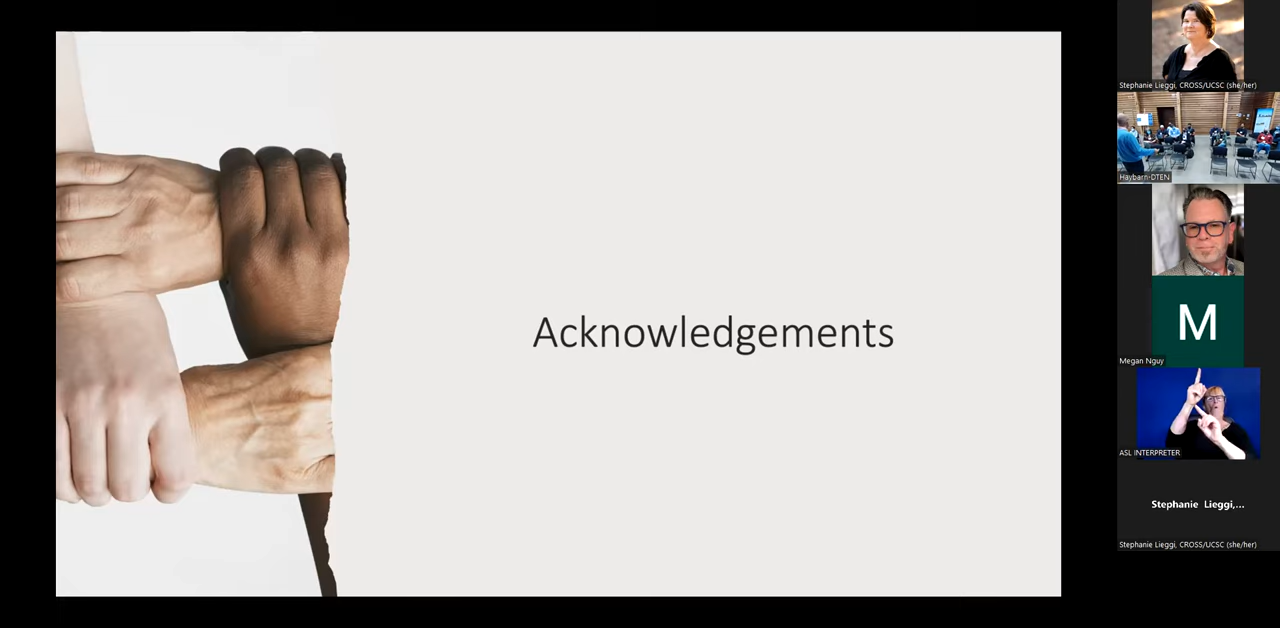 Acknowledgements
Stephanie Lieggi, CROSS/UCSC (she/her)
Haybarn-DTEN
M
Megan Nguy
ASL INTERPRETER
Stephanie Lieggi,...
Stephanie Lieggi, CROSS/UCSC (she/her)